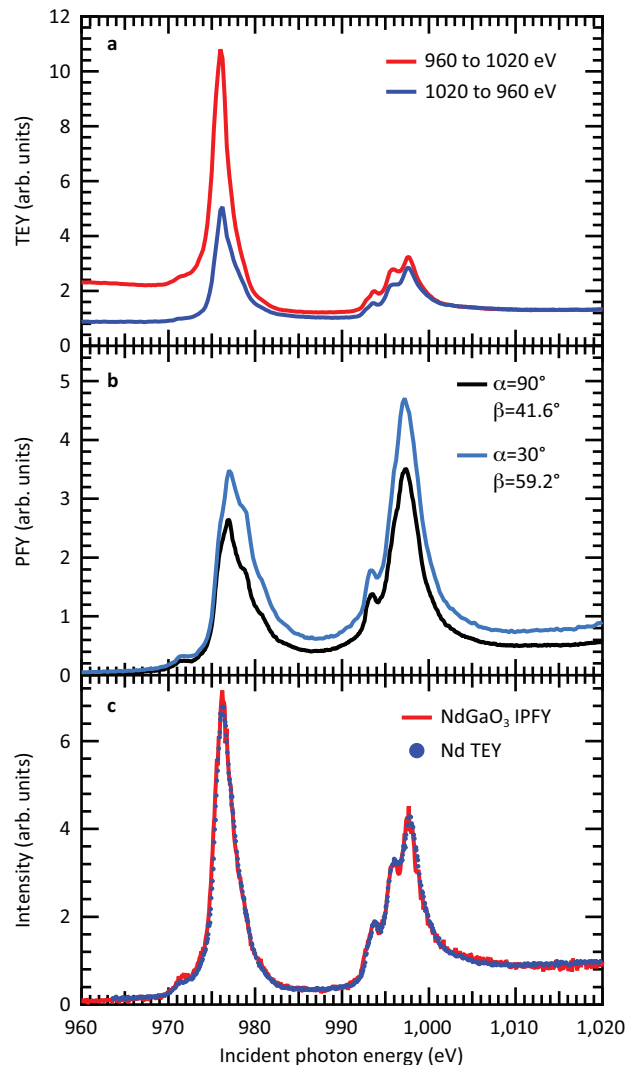 12
a
960 to 1020 eV
10
1020 to 960 eV
8
TEY (arb. units)
6
4
2
0
b
5
α=90°
β=41.6°
4
α=30°
β=59.2°
PFY (arb. units)
3
2
1
0
c
NdGaO₃ IPFY
6
Nd TEY
Intensity (arb. units)
4
2
0
960 970 980 990 1,000 1,010 1,020
Incident photon energy (eV)